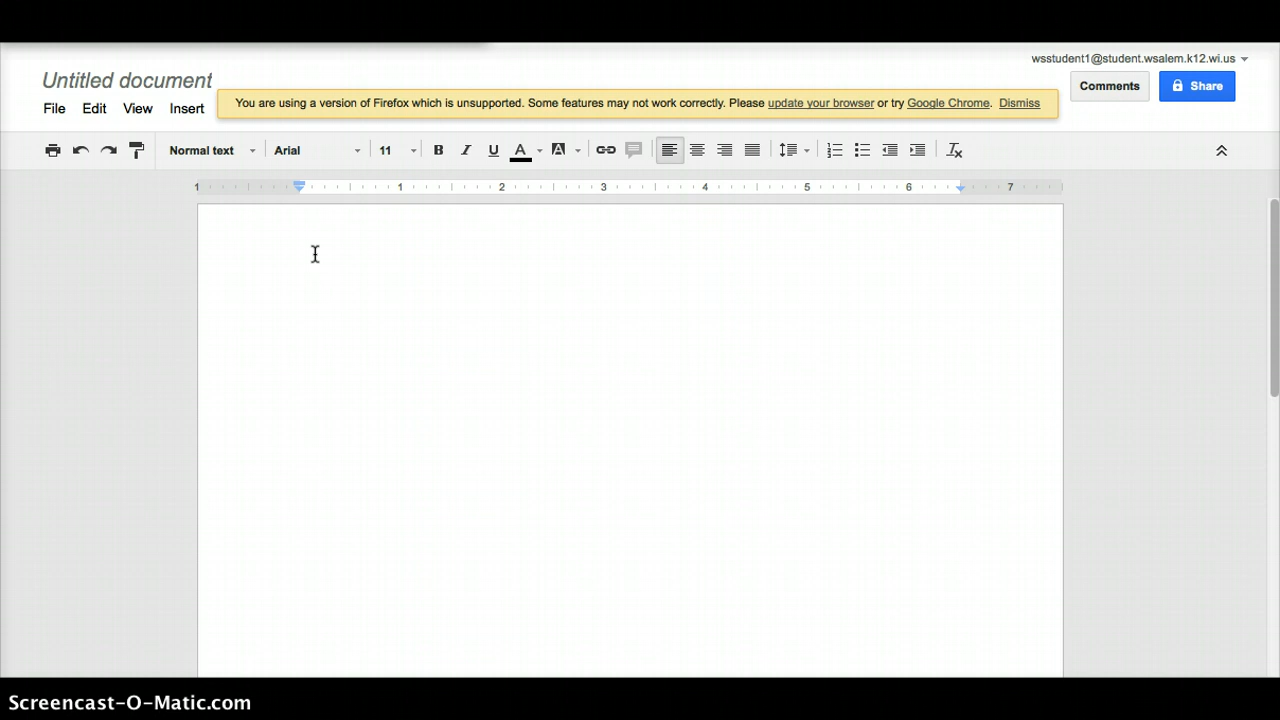 wsstudent1@student.wsalem.k12.wi.us
Untitled document
Comments
Share
File Edit View Insert
You are using a version of Firefox which is unsupported. Some features may not work correctly. Please update your browser or try Google Chrome. Dismiss
Normal text Arial 11 B I U A A
1 1 2 3 4 5 6 7
Screencast-O-Matic.com